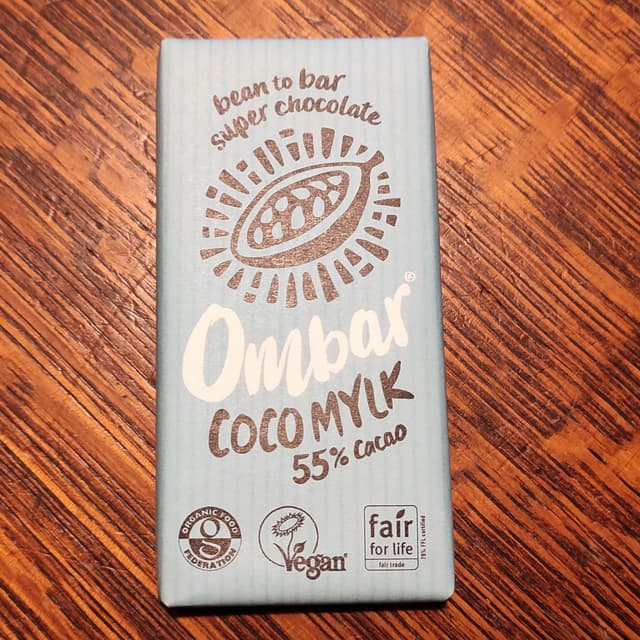 bean to bar
super chocolate
Ombar®
COCO MYLK
55% Cacao
ORGANIC FOOD
FEDERATION
Vegan
fair
for life
fair trade